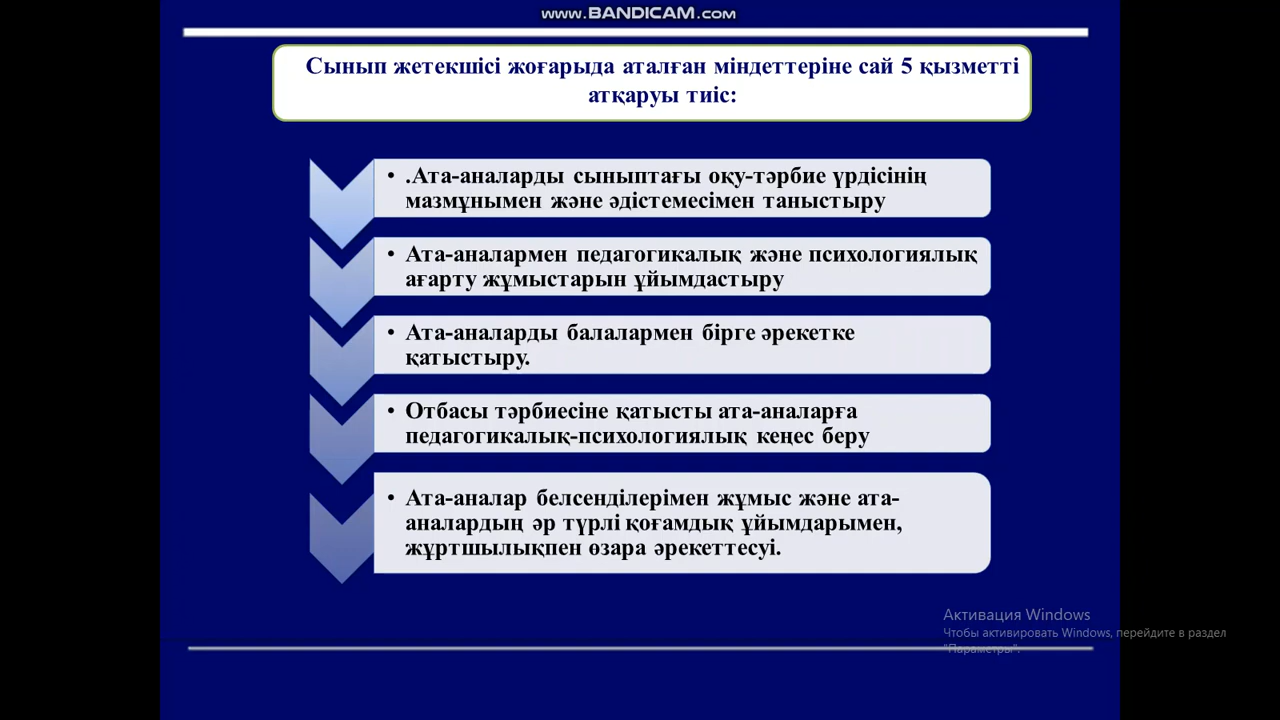 www.BANDICAM.com
Сынып жетекшісі жоғарыда аталған міндеттеріне сай 5 қызметті
атқаруы тиіс:
• .Ата-аналарды сыныптағы оқу-тәрбие үрдісінің
мазмұнымен және әдістемесімен таныстыру
• Ата-аналармен педагогикалық және психологиялық
ағарту жұмыстарын ұйымдастыру
• Ата-аналарды балалармен бірге әрекетке
қатыстыру.
• Отбасы тәрбиесіне қатысты ата-аналарға
педагогикалық-психологиялық кеңес беру
• Ата-аналар белсенділерімен жұмыс және ата-
аналардың әр түрлі қоғамдық ұйымдарымен,
жұртшылықпен өзара әрекеттесуі.
Активация Windows
Чтобы активировать Windows, перейдите в раздел
"Параметры".